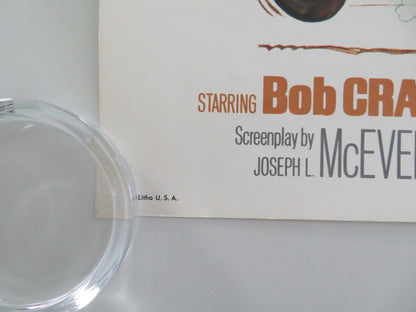 STARRING Bob CRA
Screenplay by McEVE
JOSEPH L.
Litho U. S. A.